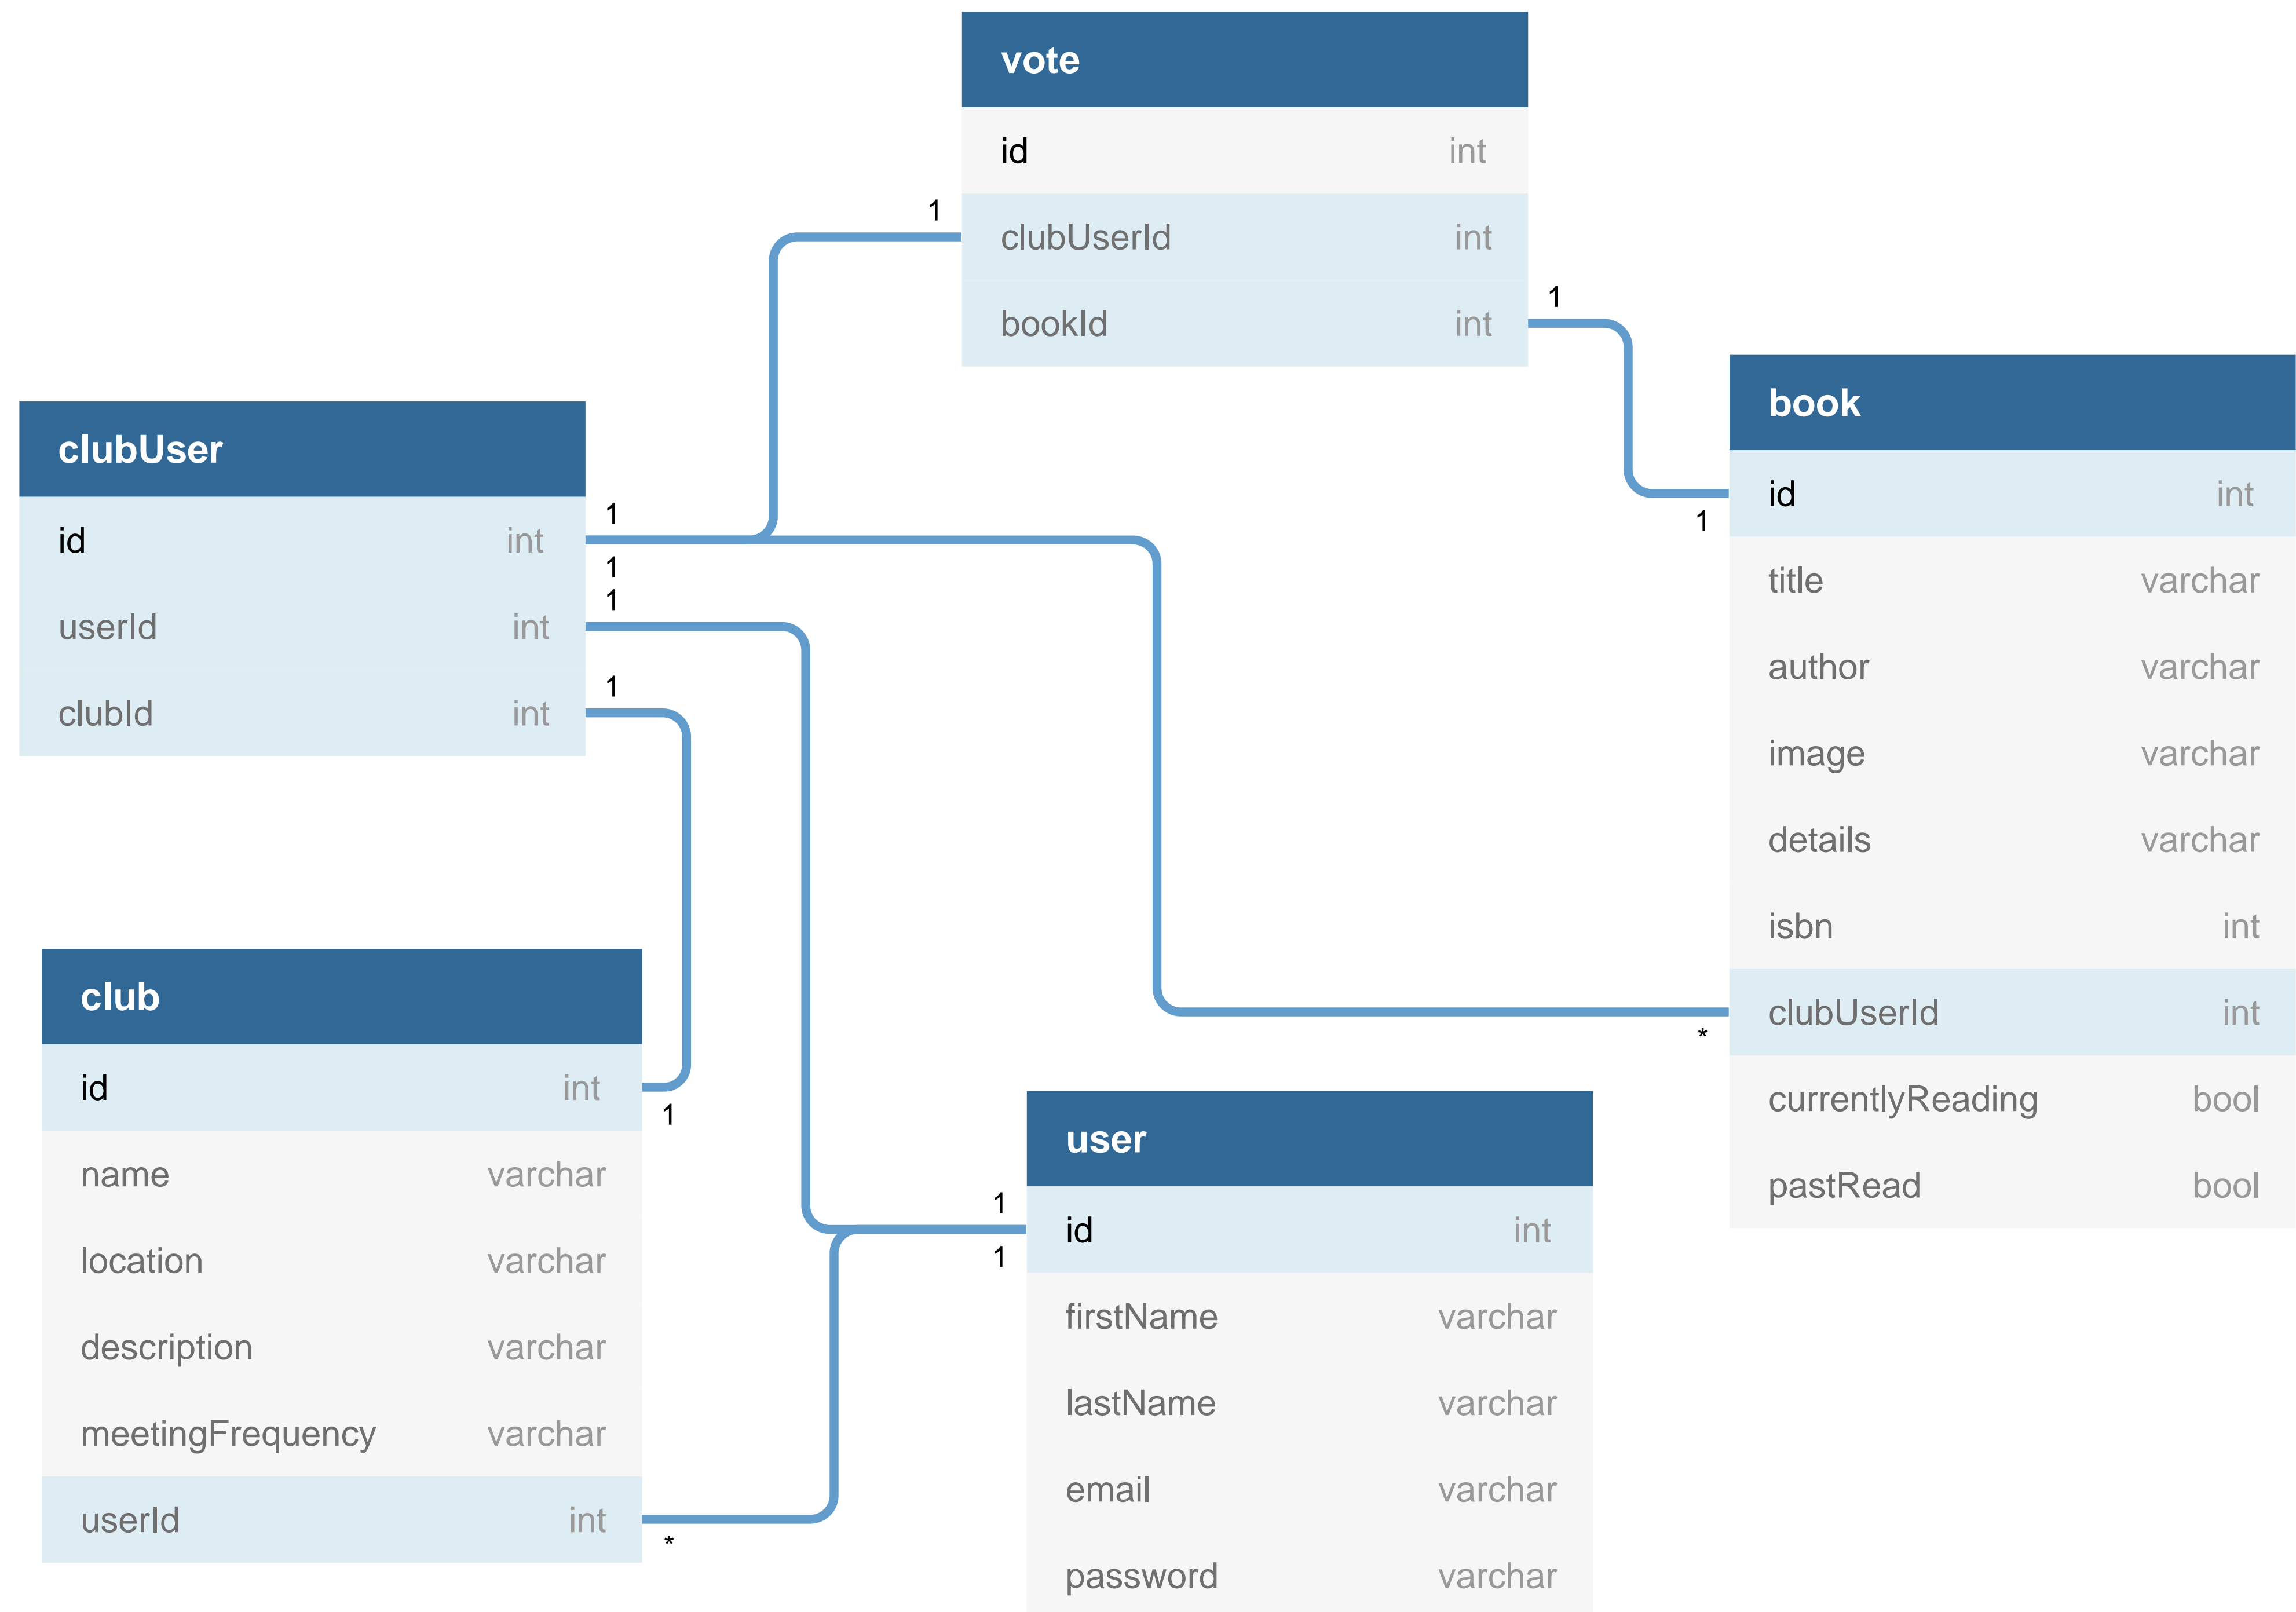 vote
id int
clubUserId int
bookId int
1
1
1
1
book
id int
title varchar
author varchar
image varchar
details varchar
isbn int
clubUserId int
currentlyReading bool
pastRead bool
*
clubUser
id int
userId int
clubId int
1
1
1
club
id int
name varchar
location varchar
description varchar
meetingFrequency varchar
userId int
1
*
user
id int
firstName varchar
lastName varchar
email varchar
password varchar
1
1